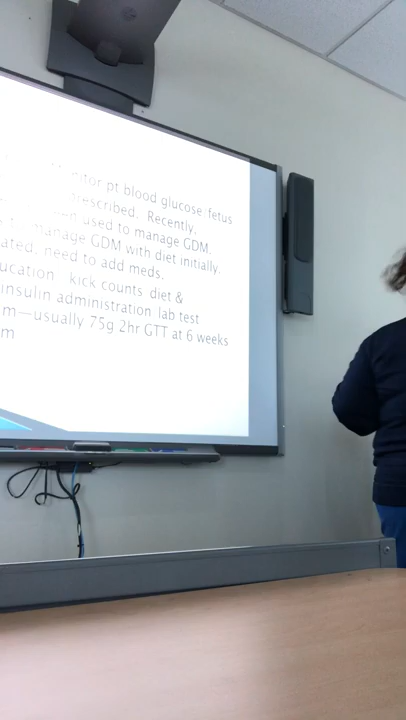 pt blood glucose fetus
rescribed. Recently,
used to manage GDM.
manage GDM with diet initially.
ated, need to add meds.
ucation kick counts diet &
insulin administration lab test
m—usually 75g 2hr GTT at 6 weeks
m